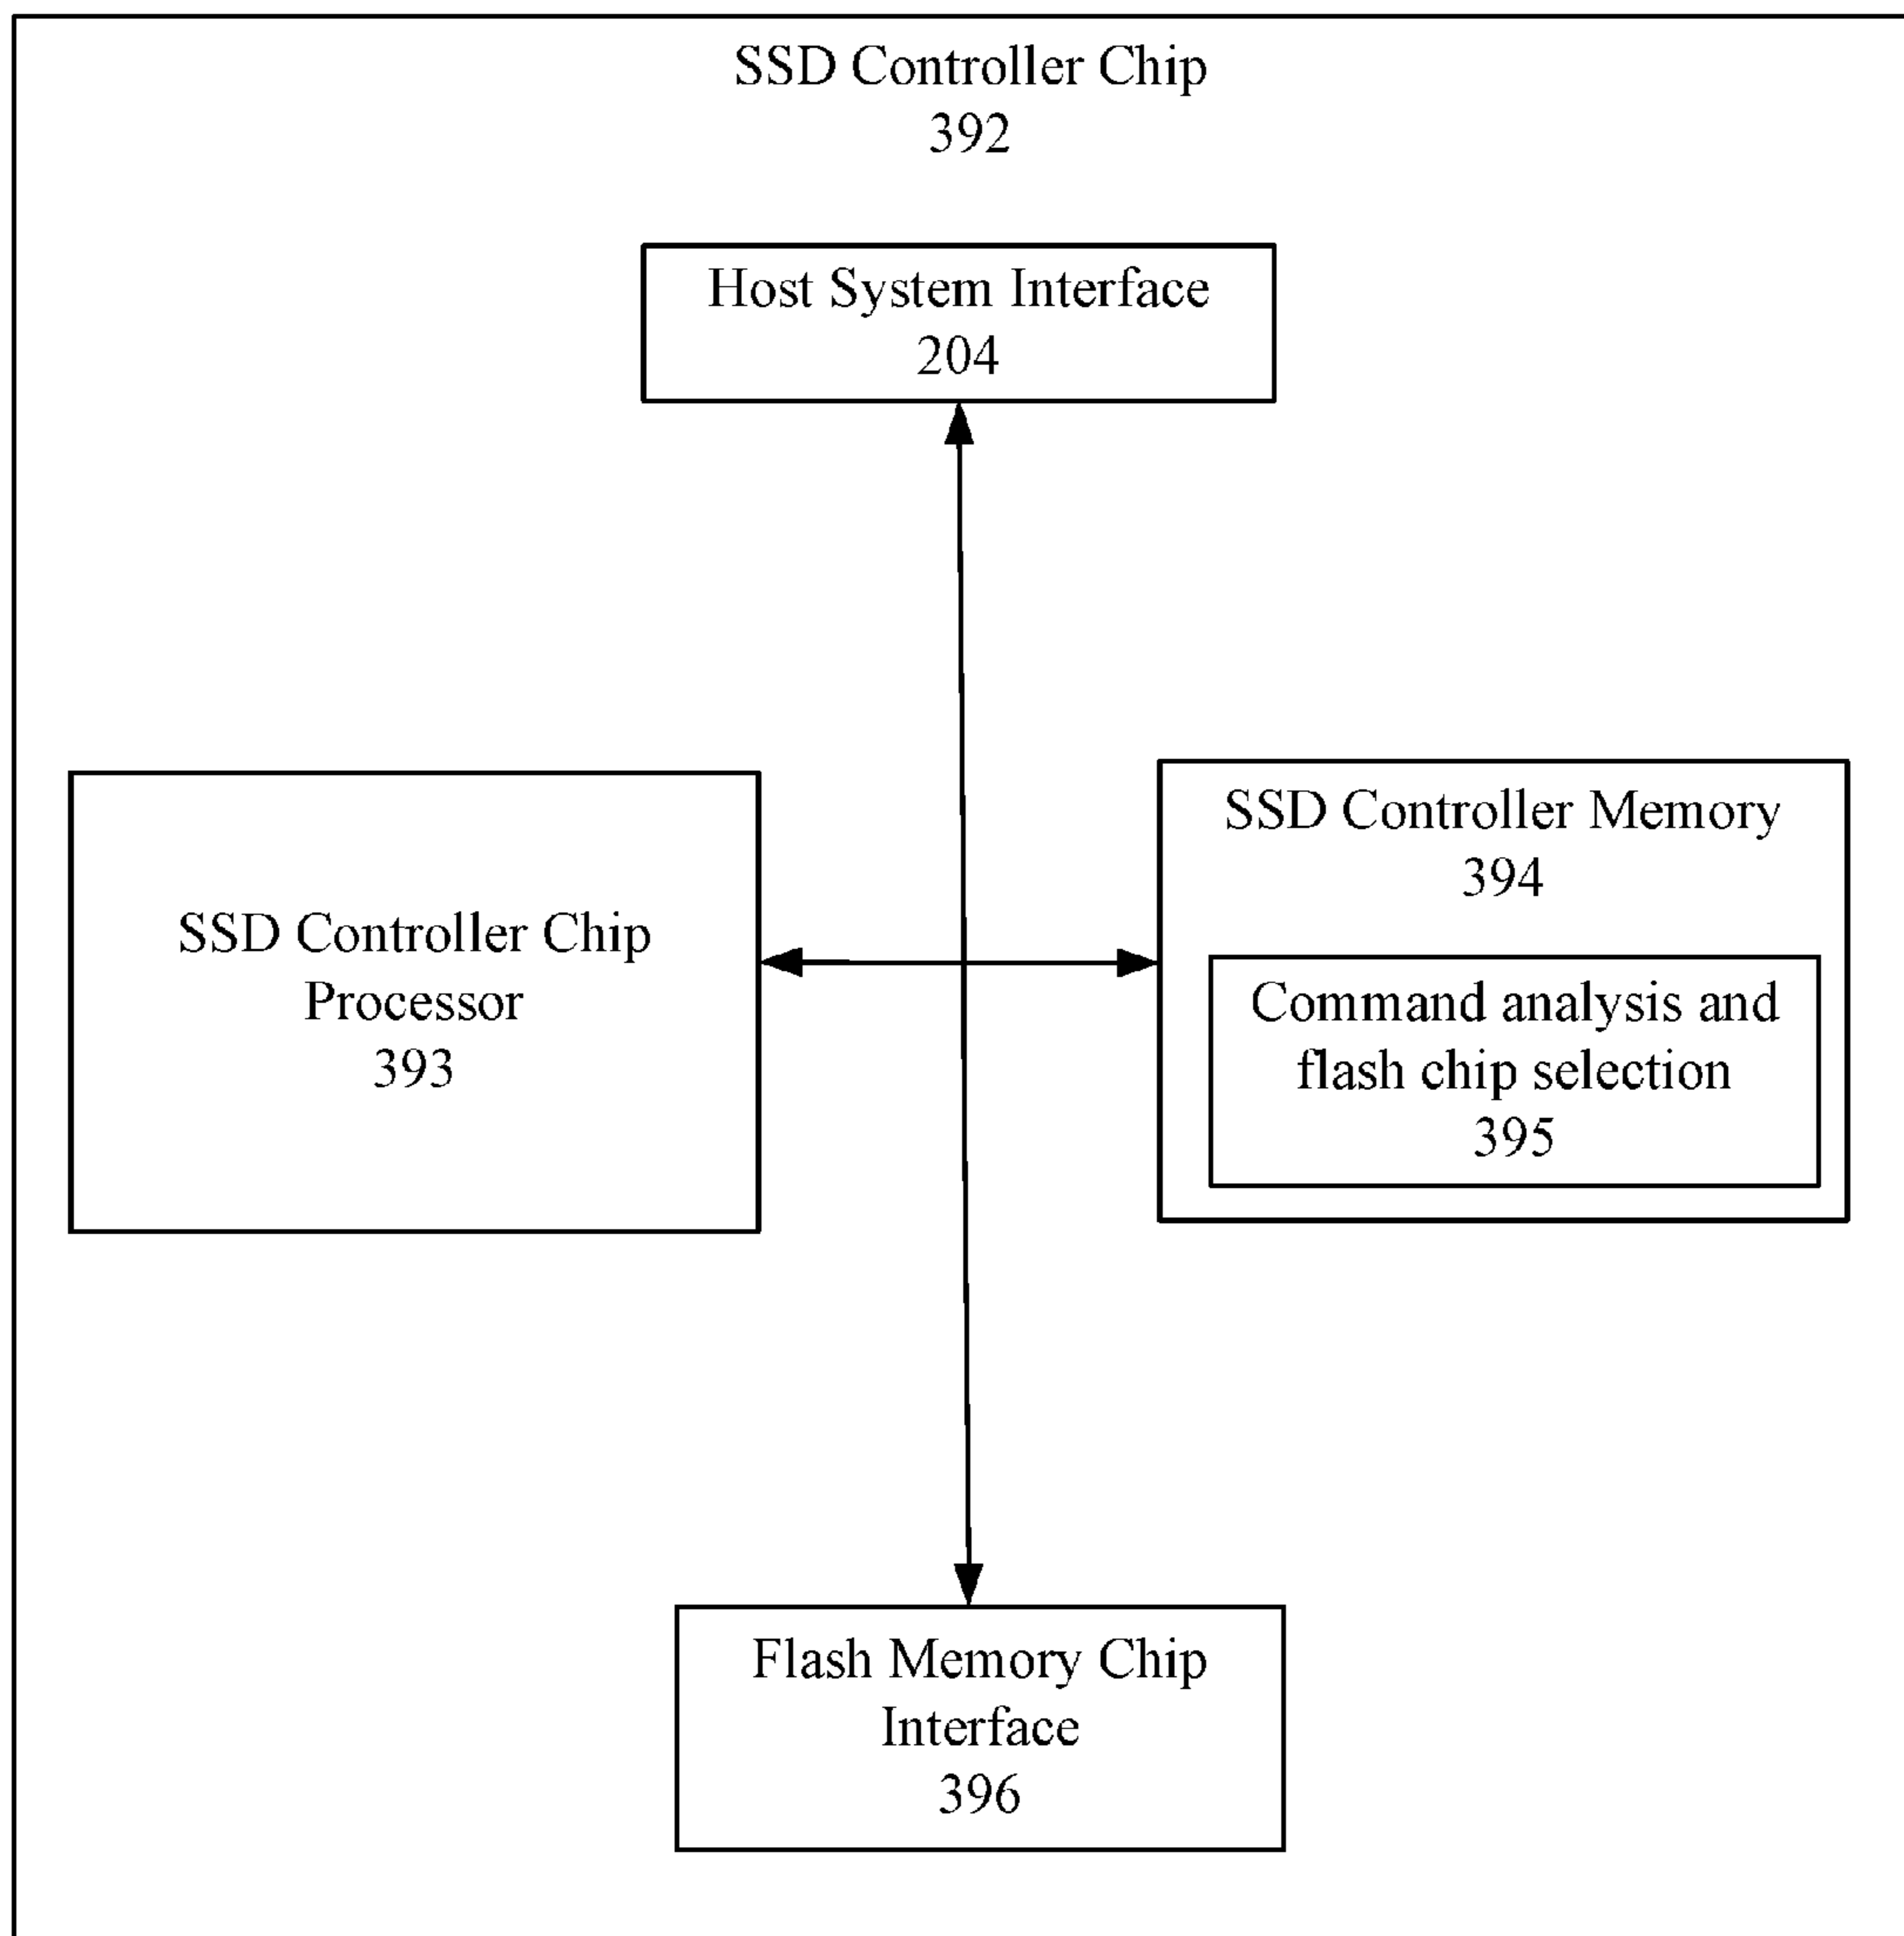 SSD Controller Chip
392
Host System Interface
204
SSD Controller Chip
Processor
393
SSD Controller Memory
394
Command analysis and
flash chip selection
395
Flash Memory Chip
Interface
396